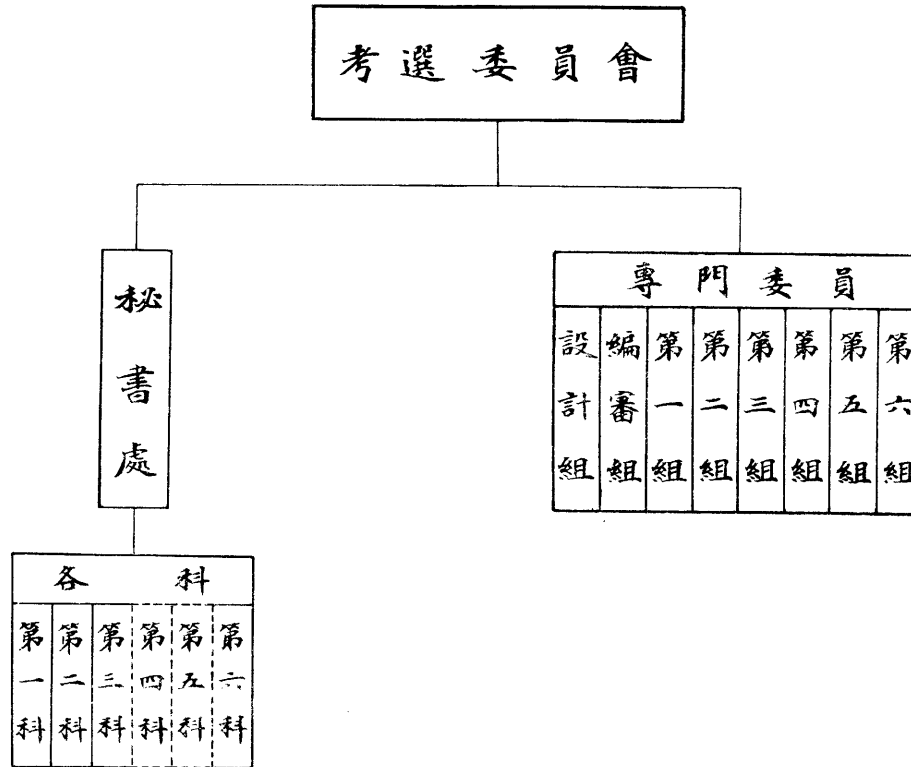 考選委員會
秘書處
專門委員
設計組
編審組
第一組
第二組
第三組
第四組
第五組
第六組
各科
第一科
第二科
第三科
第四科
第五科
第六科